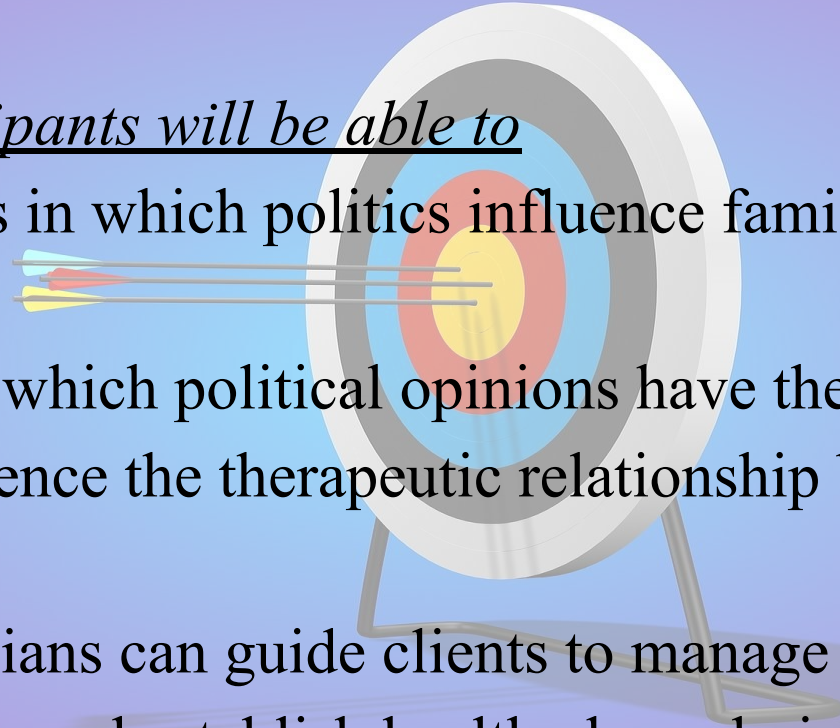 ipants will be able to
s in which politics influence fami
which political opinions have the
ence the therapeutic relationship
ians can guide clients to manage